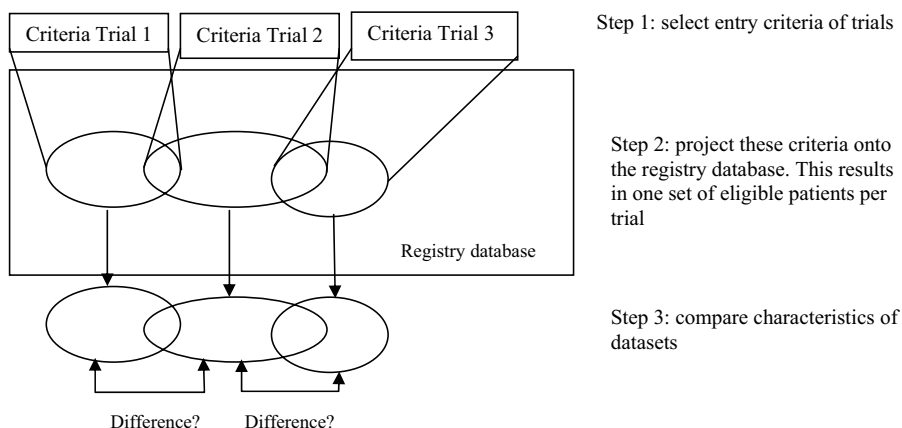 Criteria Trial 1
Criteria Trial 2
Criteria Trial 3
Step 1: select entry criteria of trials
Step 2: project these criteria onto
the registry database. This results
in one set of eligible patients per
trial
Registry database
Step 3: compare characteristics of
datasets
Difference?
Difference?